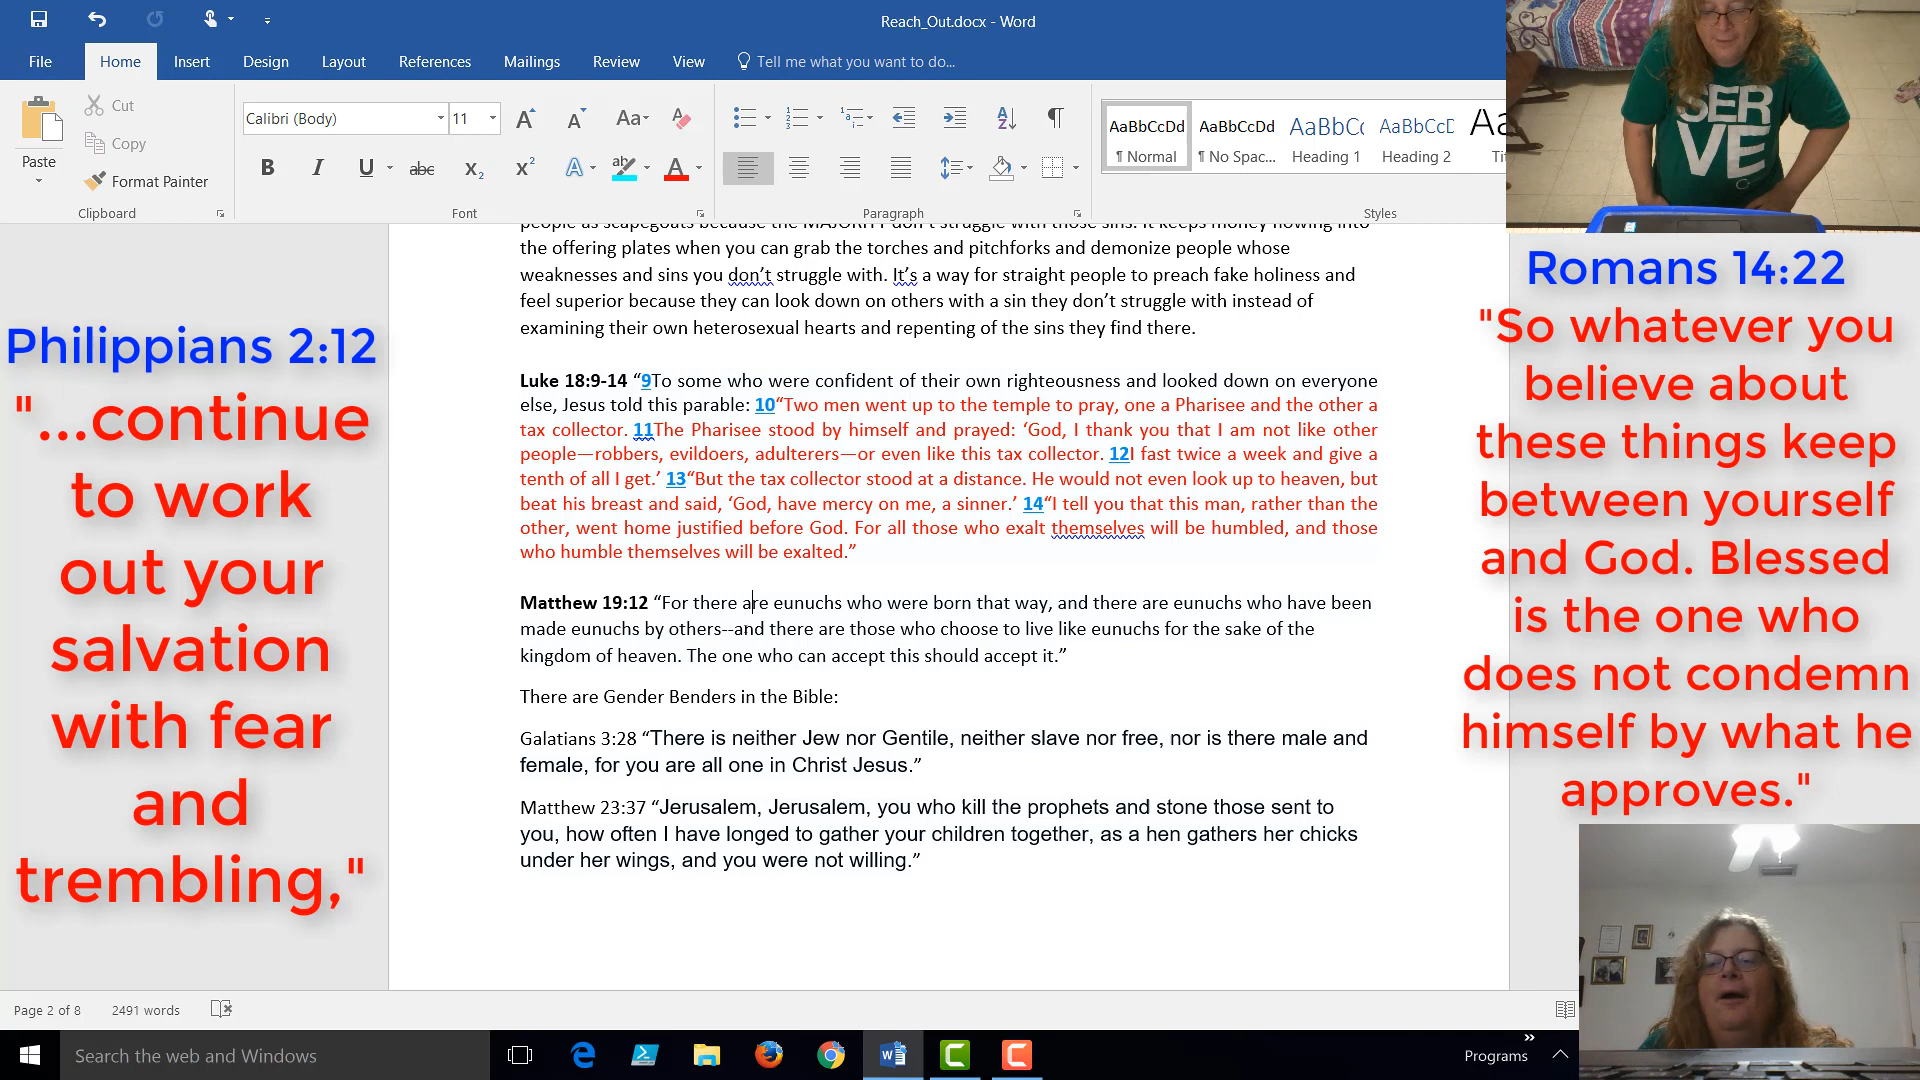 Reach_Out.docx - Word
File Home Insert Design Layout References Mailings Review View Tell me what you want to do...
Paste
Cut
Copy
Format Painter
Clipboard
Calibri (Body) 11
Font
Paragraph
AaBbCcDd AaBbCcDd AaBbCc AaBbCcD Aa
¶ Normal ¶ No Spac... Heading 1 Heading 2
Styles
people as scapegoats because the MAJORITY don't struggle with those sins. It keeps money flowing into
the offering plates when you can grab the torches and pitchforks and demonize people whose
weaknesses and sins you don't struggle with. It's a way for straight people to preach fake holiness and
feel superior because they can look down on others with a sin they don't struggle with instead of
examining their own heterosexual hearts and repenting of the sins they find there.
Luke 18:9-14 “9To some who were confident of their own righteousness and looked down on everyone
else, Jesus told this parable: 10“Two men went up to the temple to pray, one a Pharisee and the other a
tax collector. 11The Pharisee stood by himself and prayed: ‘God, I thank you that I am not like other
people—robbers, evildoers, adulterers—or even like this tax collector. 12I fast twice a week and give a
tenth of all I get.’ 13“But the tax collector stood at a distance. He would not even look up to heaven, but
beat his breast and said, ‘God, have mercy on me, a sinner.’ 14“I tell you that this man, rather than the
other, went home justified before God. For all those who exalt themselves will be humbled, and those
who humble themselves will be exalted.”
Matthew 19:12 “For there are eunuchs who were born that way, and there are eunuchs who have been
made eunuchs by others--and there are those who choose to live like eunuchs for the sake of the
kingdom of heaven. The one who can accept this should accept it.”
There are Gender Benders in the Bible:
Galatians 3:28 “There is neither Jew nor Gentile, neither slave nor free, nor is there male and
female, for you are all one in Christ Jesus.”
Matthew 23:37 “Jerusalem, Jerusalem, you who kill the prophets and stone those sent to
you, how often I have longed to gather your children together, as a hen gathers her chicks
under her wings, and you were not willing.”
Philippians 2:12
"...continue
to work
out your
salvation
with fear
and
trembling,"
SER
VE
Romans 14:22
"So whatever you
believe about
these things keep
between yourself
and God. Blessed
is the one who
does not condemn
himself by what he
approves."
Page 2 of 8 2491 words
Search the web and Windows
Programs